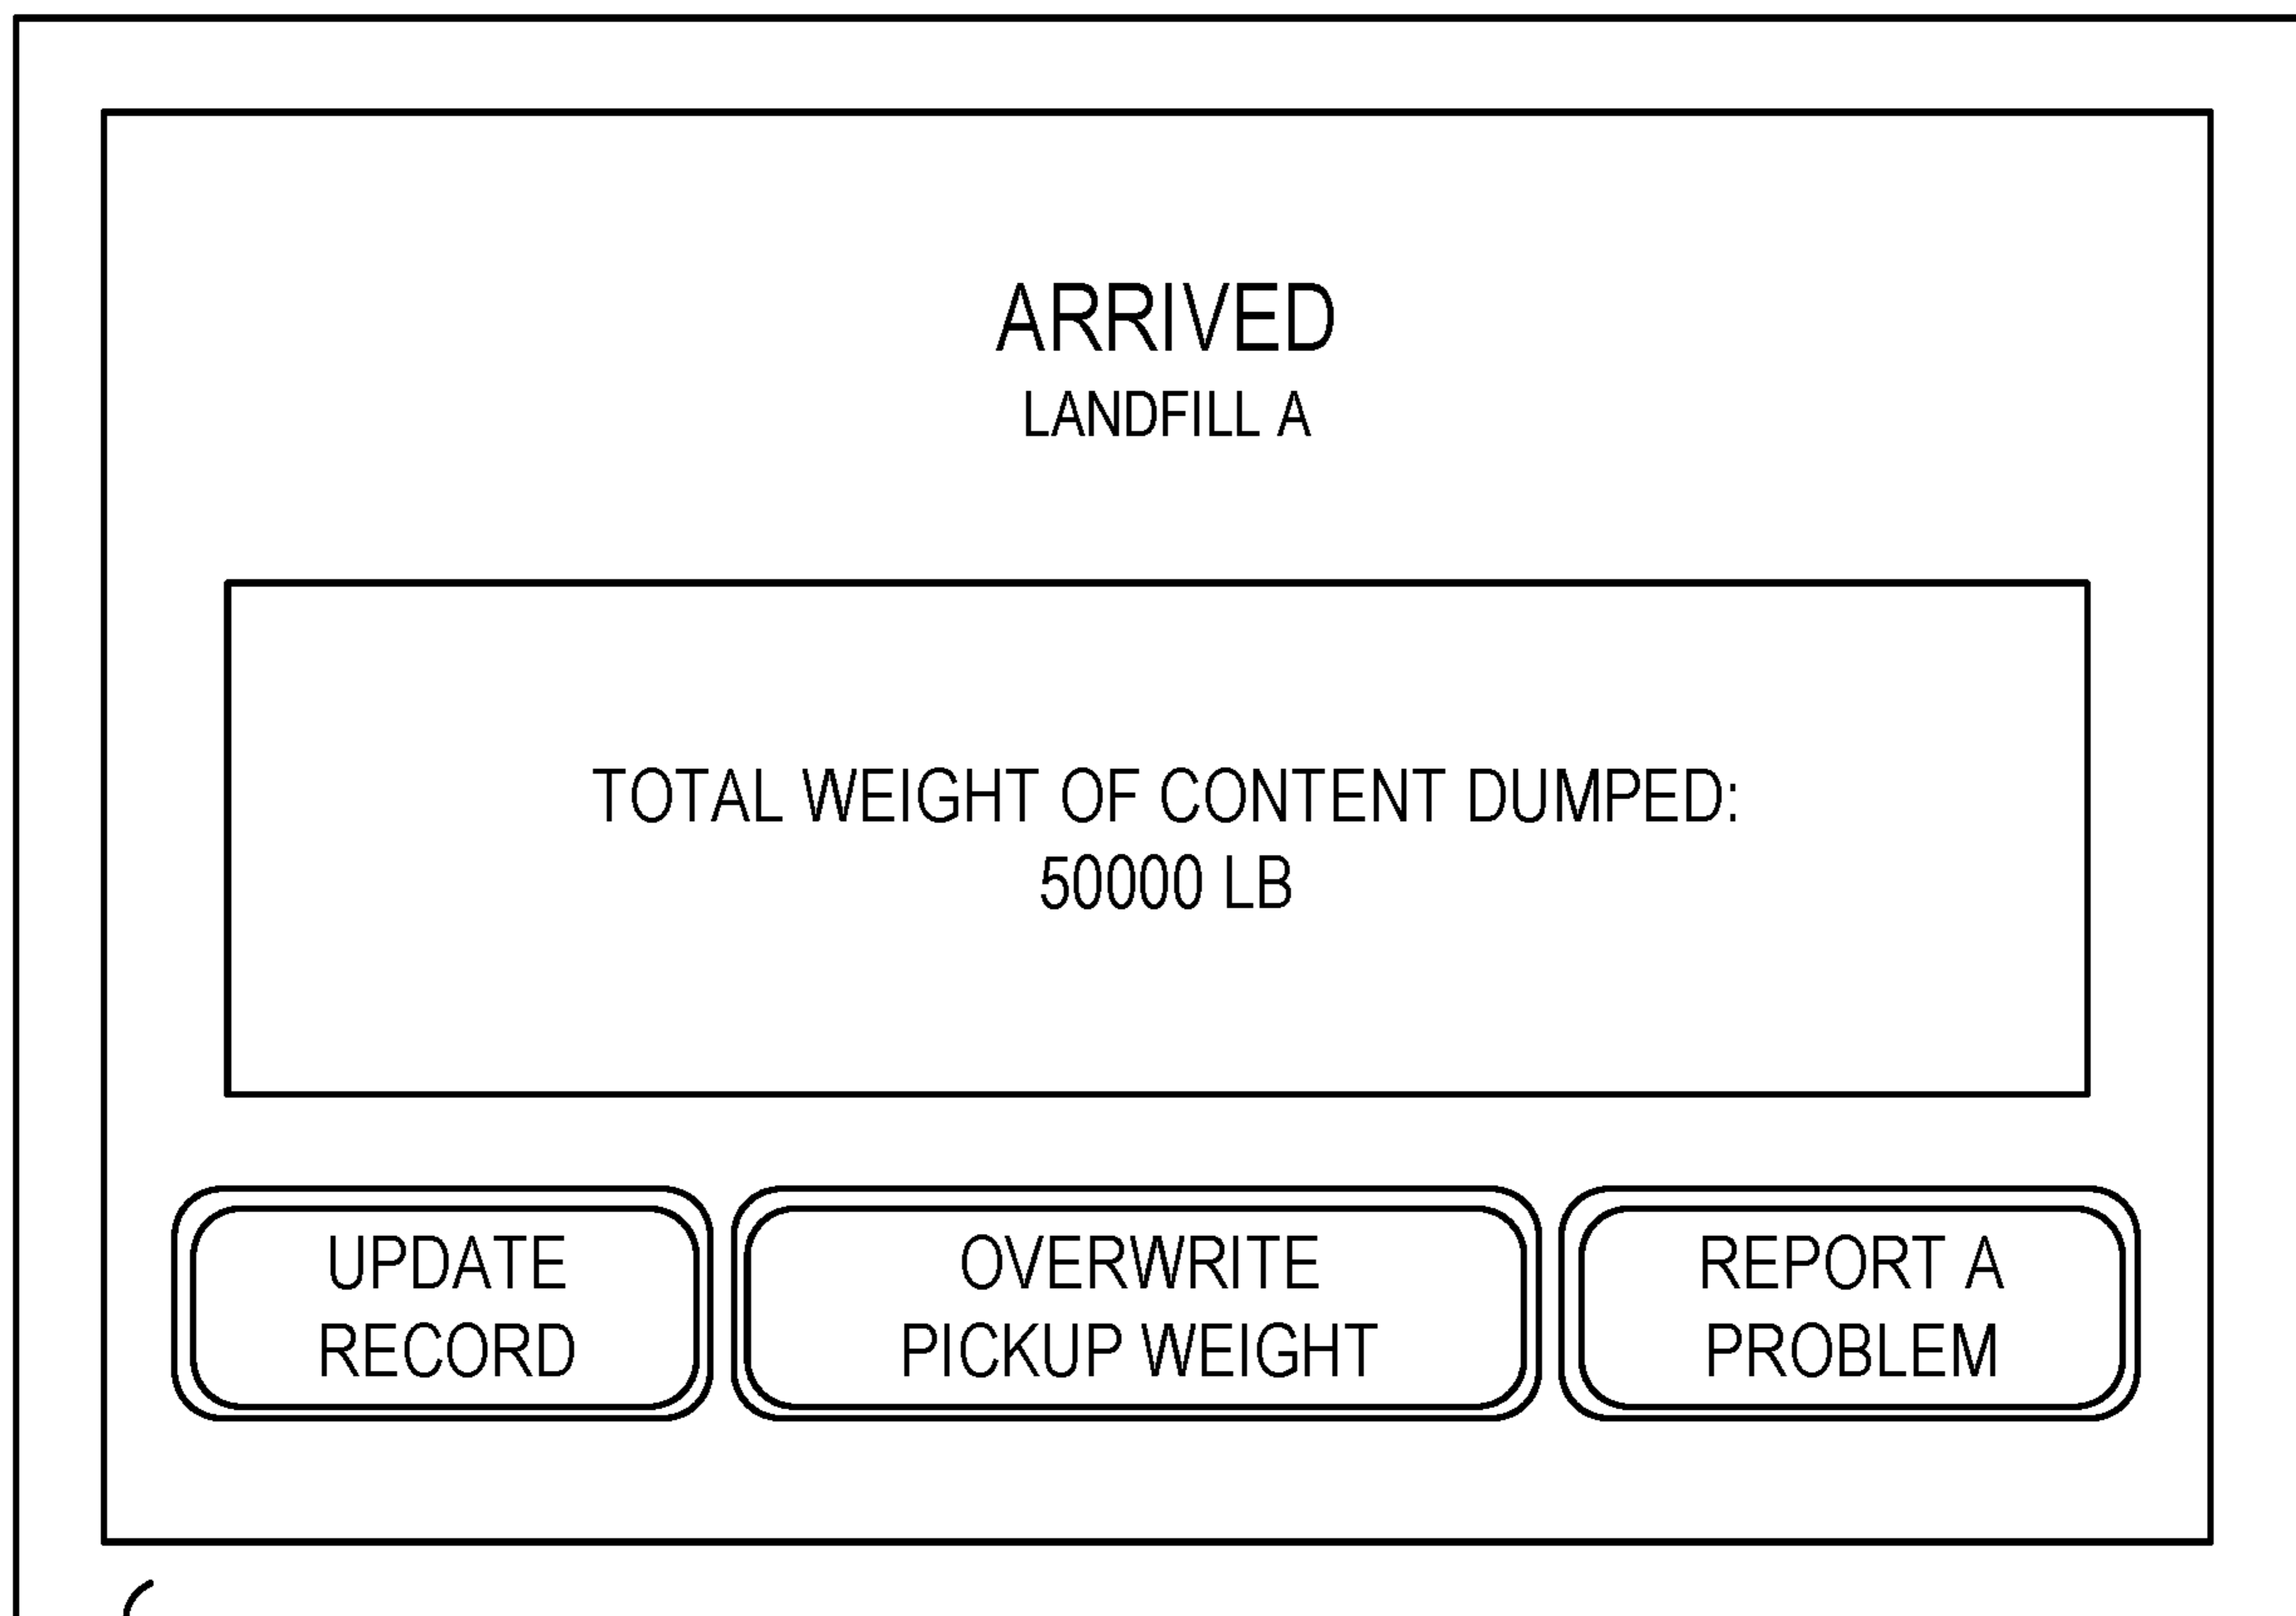 ARRIVED
LANDFILL A
TOTAL WEIGHT OF CONTENT DUMPED:
50000 LB
UPDATE
RECORD
OVERWRITE
PICKUP WEIGHT
REPORT A
PROBLEM